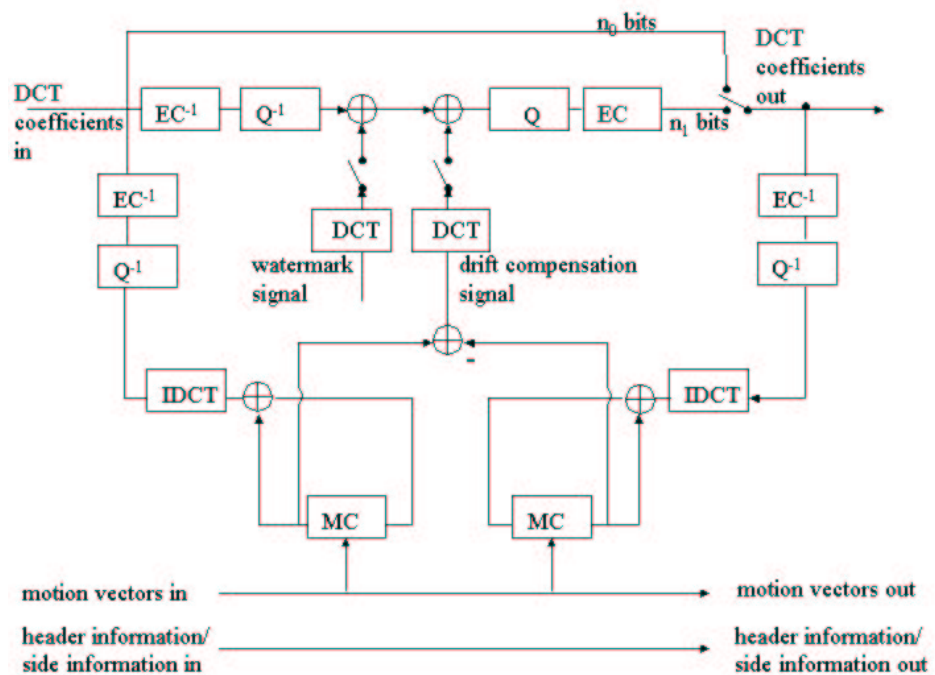 n₀ bits
DCT
coefficients
out
DCT
coefficients
in
EC⁻¹
Q⁻¹
Q
EC
n₁ bits
EC⁻¹
EC⁻¹
DCT
DCT
Q⁻¹
Q⁻¹
watermark
signal
drift compensation
signal
-
IDCT
IDCT
MC
MC
motion vectors in
motion vectors out
header information/
side information in
header information/
side information out